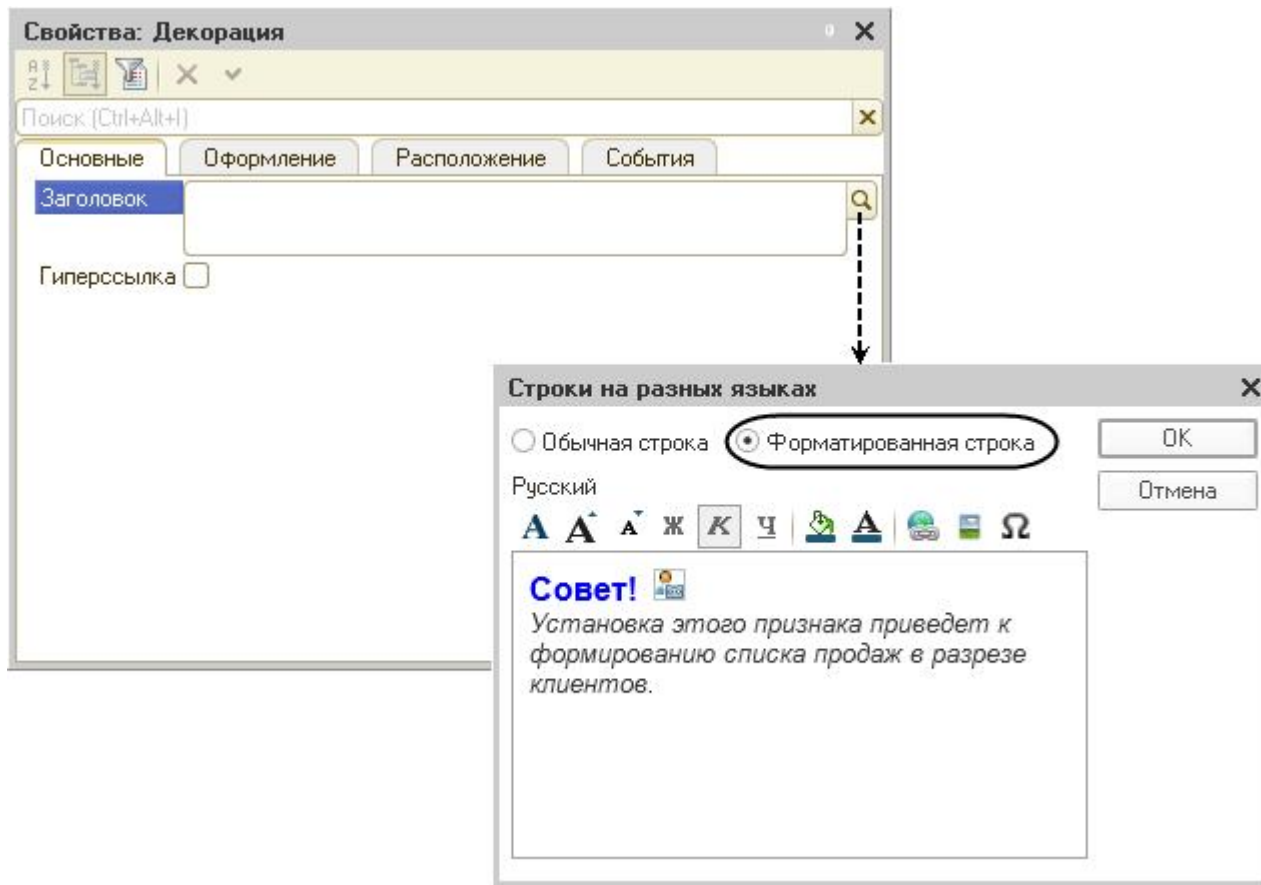 Свойства: Декорация
Поиск (Ctrl+Alt+I)
Основные Оформление Расположение События
Заголовок
Гиперссылка
Строки на разных языках
Обычная строка Форматированная строка OK
Русский Отмена
A A A Ж К Ч A Ω
Совет!
Установка этого признака приведет к
формированию списка продаж в разрезе
клиентов.